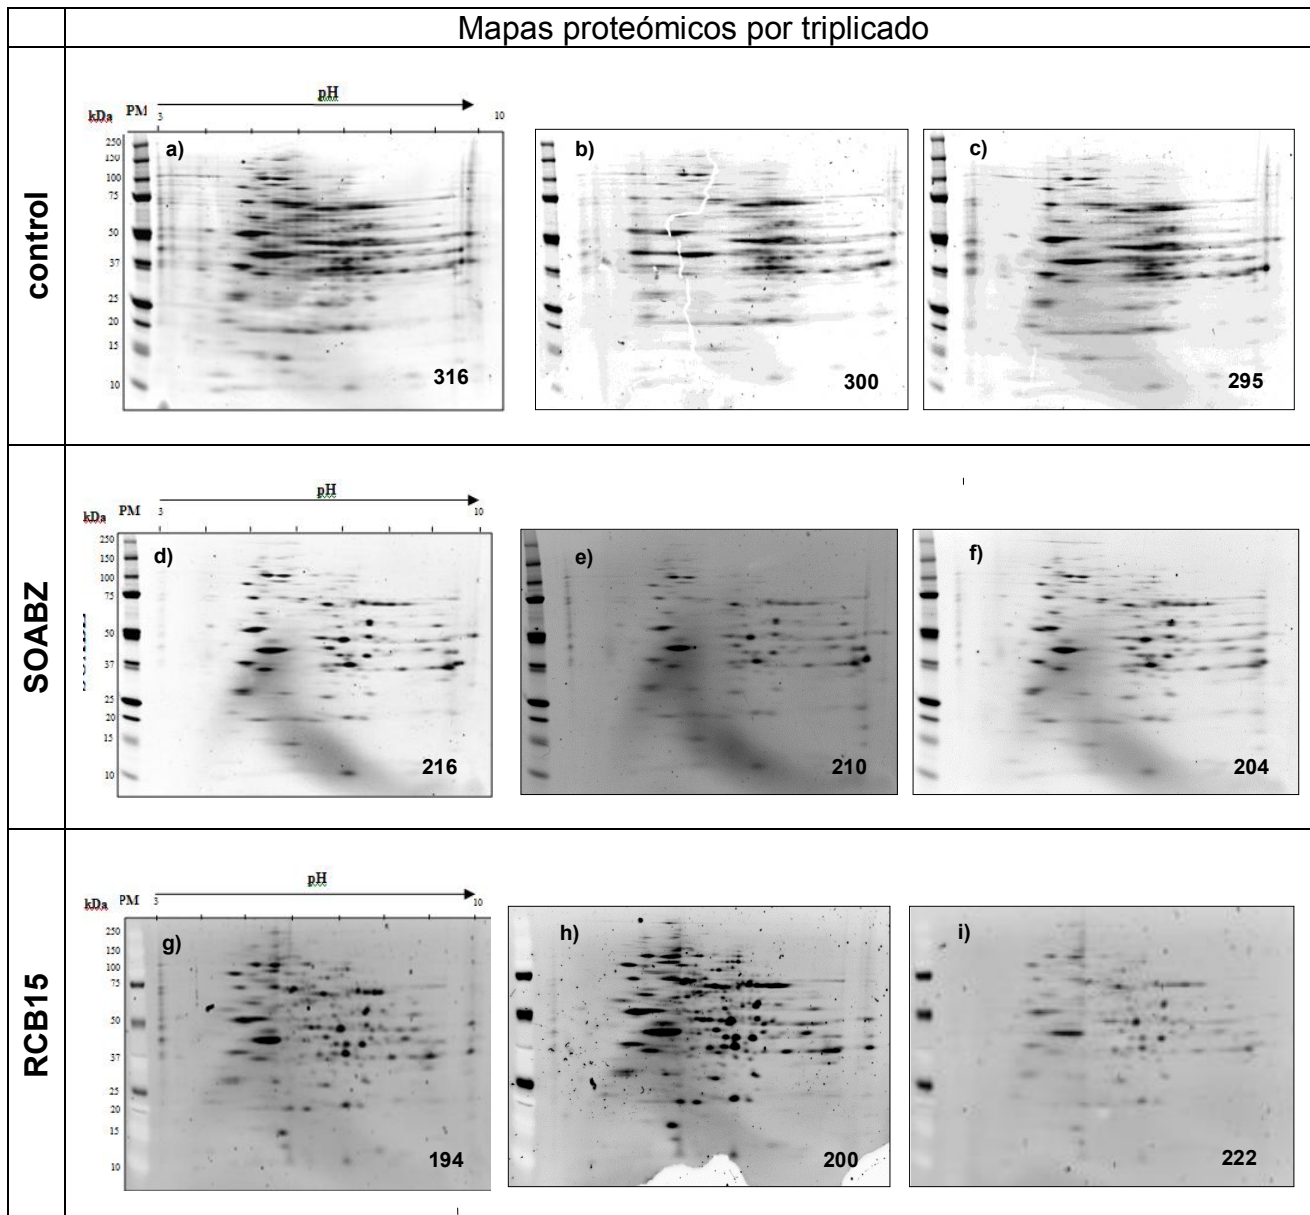 Mapas proteómicos por triplicado
control
pH
kDa PM 3 10
250
150
100
75
50
37
25
20
15
10
a)
316
b)
300
c)
295
SOABZ
pH
kDa PM 3 10
250
150
100
75
50
37
25
20
15
10
d)
216
e)
210
f)
204
RCB15
pH
kDa PM 3 10
250
150
100
75
50
37
25
20
15
10
g)
194
h)
200
i)
222